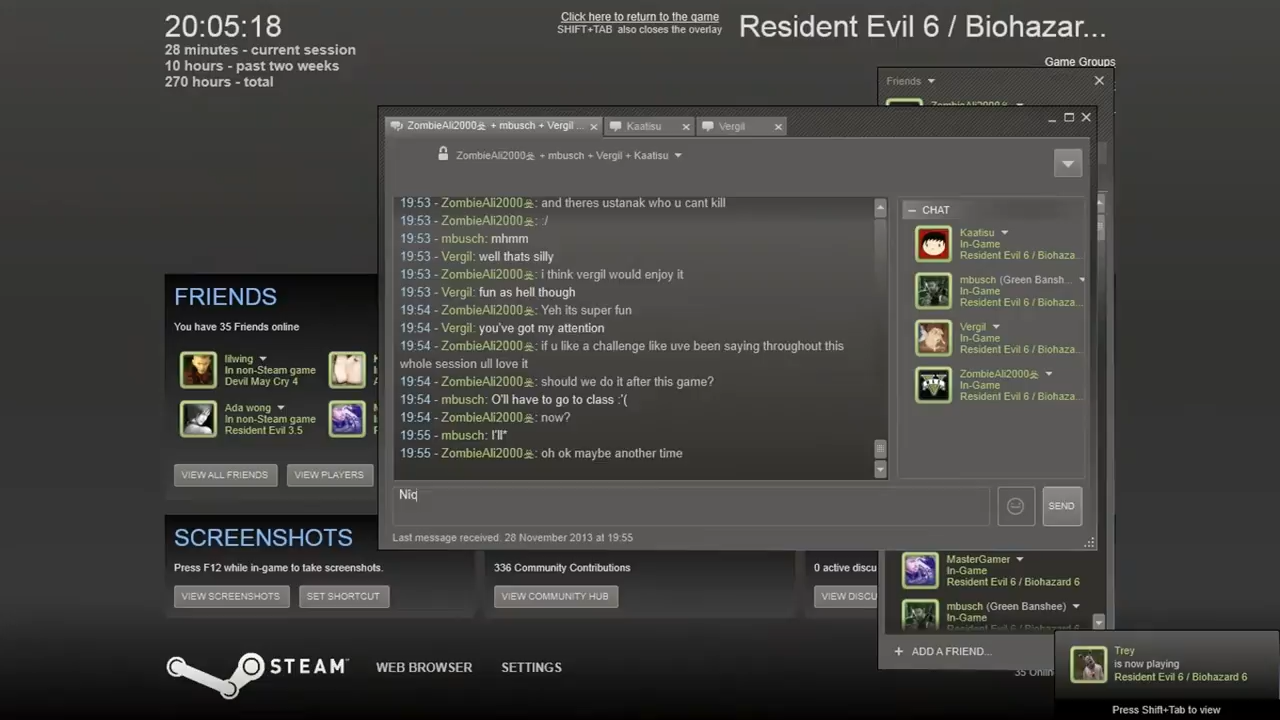 20:05:18
28 minutes - current session
10 hours - past two weeks
270 hours - total
Click here to return to the game
SHIFT+TAB also closes the overlay
Resident Evil 6 / Biohazar...
Game Groups
Friends
ZombieAli2000
ZombieAli2000 + mbusch + Vergil ...
Kaatisu
Vergil
ZombieAli2000 + mbusch + Vergil + Kaatisu
19:53 - ZombieAli2000: and theres ustanak who u cant kill
19:53 - ZombieAli2000: :/
19:53 - mbusch: mhmm
19:53 - Vergil: well thats silly
19:53 - ZombieAli2000: i think vergil would enjoy it
19:53 - Vergil: fun as hell though
19:54 - ZombieAli2000: Yeh its super fun
19:54 - Vergil: you've got my attention
19:54 - ZombieAli2000: if u like a challenge like uve been saying throughout this
whole session ull love it
19:54 - ZombieAli2000: should we do it after this game?
19:54 - mbusch: O'll have to go to class :'(
19:54 - ZombieAli2000: now?
19:55 - mbusch: I'll*
19:55 - ZombieAli2000: oh ok maybe another time
CHAT
Kaatisu
In-Game
Resident Evil 6 / Biohaza...
mbusch (Green Bansh...
In-Game
Resident Evil 6 / Biohaza...
Vergil
In-Game
Resident Evil 6 / Biohaza...
ZombieAli2000
In-Game
Resident Evil 6 / Biohaza...
SEND
Last message received: 28 November 2013 at 19:55
FRIENDS
You have 35 Friends online
lilwing
In non-Steam game
Devil May Cry 4
Ada wong
In non-Steam game
Resident Evil 3.5
VIEW ALL FRIENDS
VIEW PLAYERS
SCREENSHOTS
Press F12 while in-game to take screenshots.
VIEW SCREENSHOTS
SET SHORTCUT
336 Community Contributions
VIEW COMMUNITY HUB
0 active discu
VIEW DISCU
MasterGamer
In-Game
Resident Evil 6 / Biohazard 6
mbusch (Green Banshee)
In-Game
Resident Evil 6 / Biohazard 6
+ ADD A FRIEND...
35 Onlin
STEAM
WEB BROWSER
SETTINGS
Trey
is now playing
Resident Evil 6 / Biohazard 6
Press Shift+Tab to view